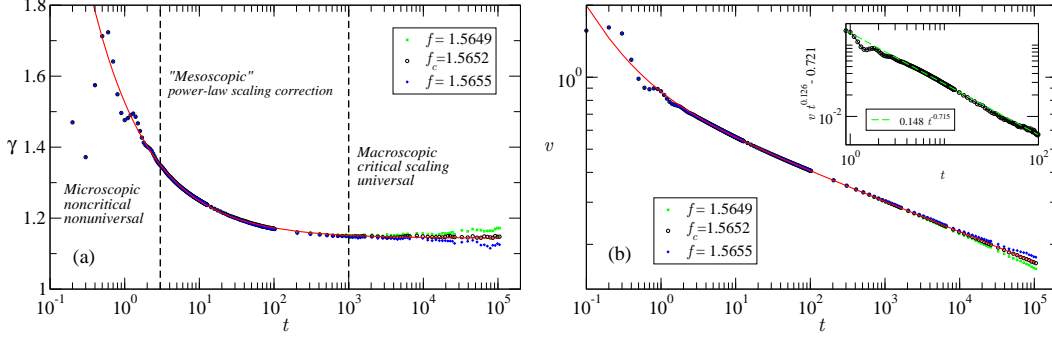 1.8
1.6
1.4
1.2
1
γ
10^-1
10^0
10^1
10^2
10^3
10^4
10^5
t
f = 1.5649
f_c=1.5652
f = 1.5655
"Mesoscopic"
power-law scaling correction
Macroscopic
critical scaling
universal
Microscopic
noncritical
nonuniversal
(a)
10^0
v
10^-1
10^0
10^1
10^2
10^3
10^4
10^5
t
f = 1.5649
f_c=1.5652
f = 1.5655
(b)
v t^0.126 - 0.721
10^-2
0.148 t^-0.715
10^0
10^1
10^2
t